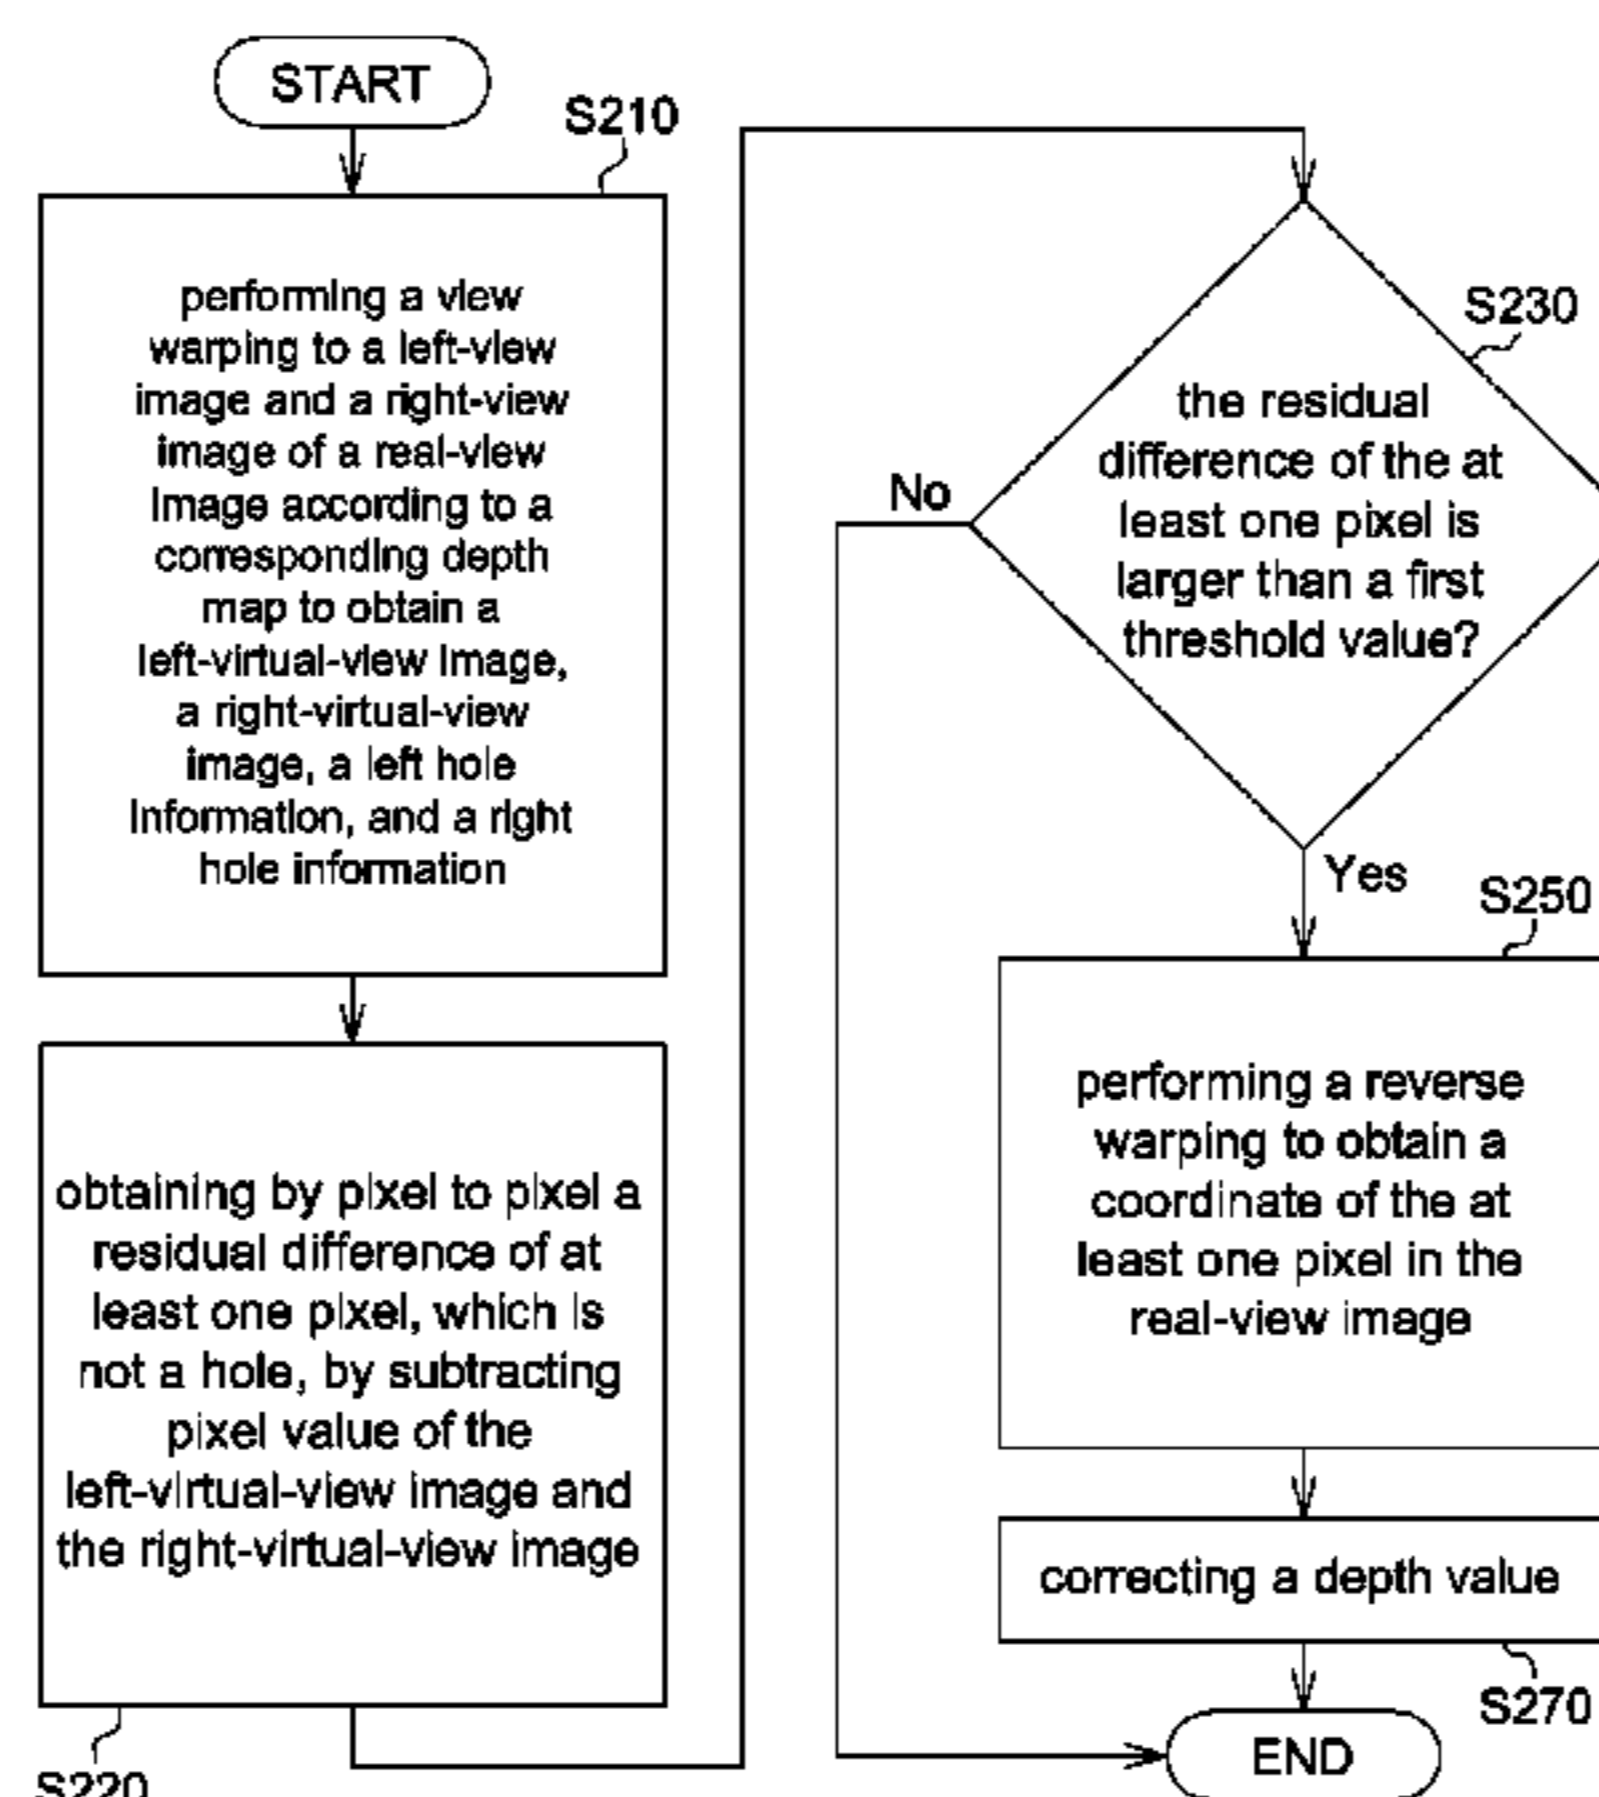 START
S210
performing a view
warping to a left-view
image and a right-view
image of a real-view
image according to a
corresponding depth
map to obtain a
left-virtual-view image,
a right-virtual-view
image, a left hole
information, and a right
hole information
obtaining by pixel to pixel a
residual difference of at
least one pixel, which is
not a hole, by subtracting
pixel value of the
left-virtual-view image and
the right-virtual-view image
S220
S230
the residual
difference of the at
least one pixel is
larger than a first
threshold value?
No
Yes
S250
performing a reverse
warping to obtain a
coordinate of the at
least one pixel in the
real-view image
correcting a depth value
S270
END